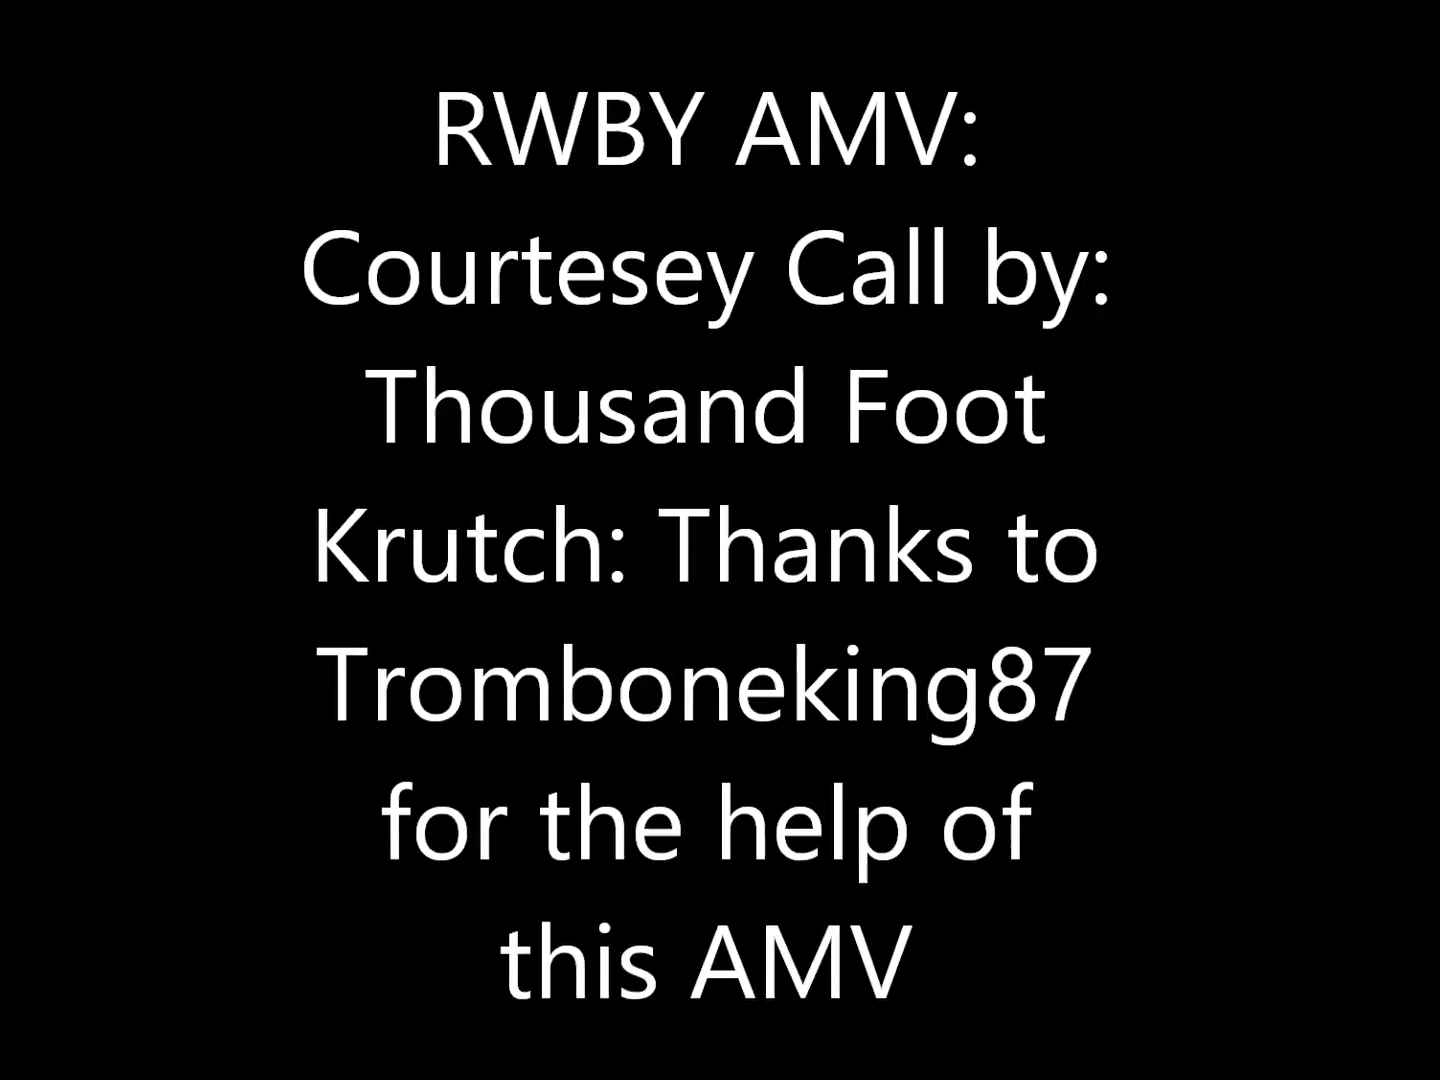 RWBY AMV:
Courtesey Call by:
Thousand Foot
Krutch: Thanks to
Tromboneking87
for the help of
this AMV